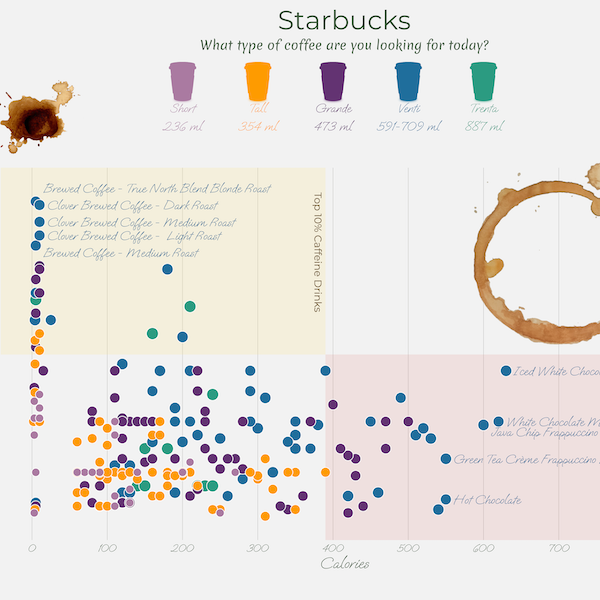 Starbucks
What type of coffee are you looking for today?
Short Tall Grande Venti Trenta
236 ml 354 ml 473 ml 591-709 ml 887 ml
Brewed Coffee - True North Blend Blonde Roast
Clover Brewed Coffee - Dark Roast
Clover Brewed Coffee - Medium Roast
Clover Brewed Coffee - Light Roast
Brewed Coffee - Medium Roast
Top 10% Caffeine Drinks
Iced White Choco
White Chocolate M
Java Chip Frappuccino
Green Tea Crème Frappuccino
Hot Chocolate
0 100 200 300 400 500 600 700
Calories